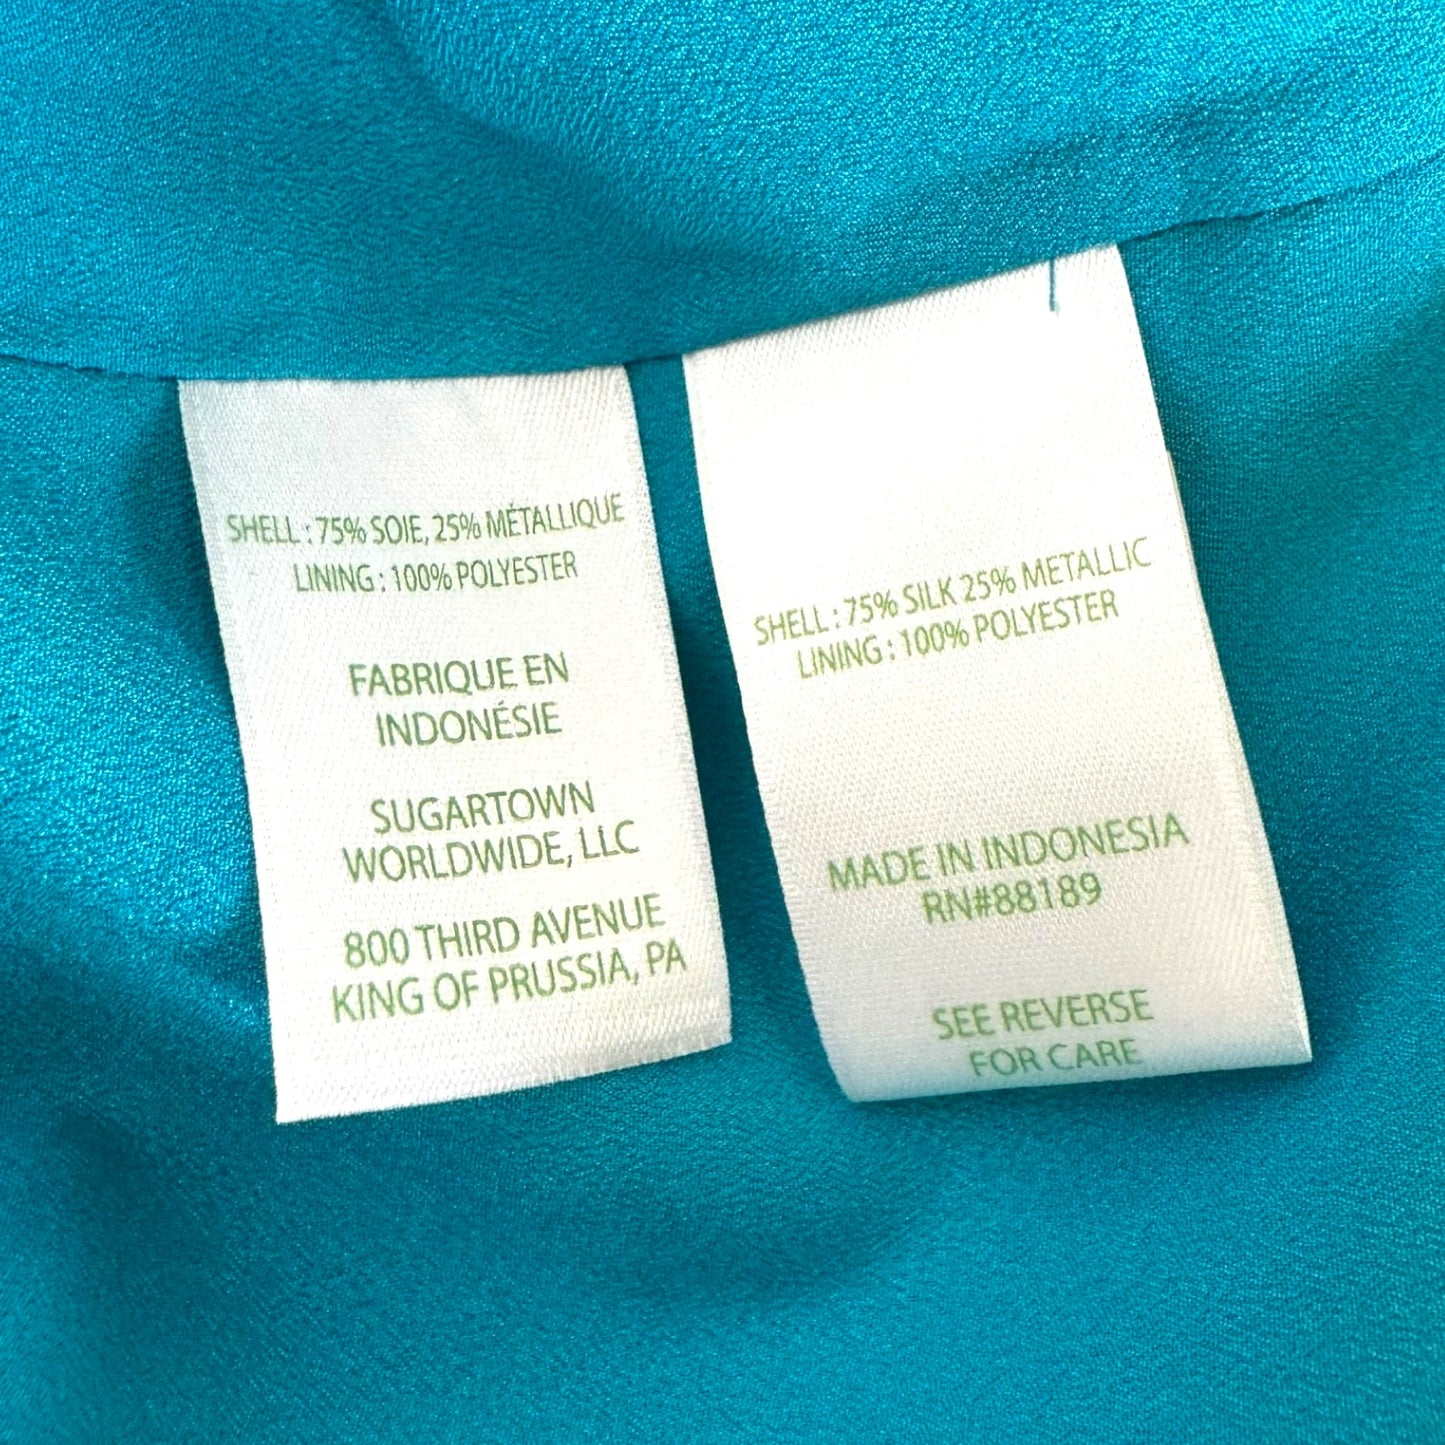 SHELL : 75% SOIE, 25% MÉTALLIQUE
LINING : 100% POLYESTER
FABRIQUE EN
INDONÉSIE
SUGARTOWN
WORLDWIDE, LLC
800 THIRD AVENUE
KING OF PRUSSIA, PA
SHELL : 75% SILK 25% METALLIC
LINING : 100% POLYESTER
MADE IN INDONESIA
RN#88189
SEE REVERSE
FOR CARE